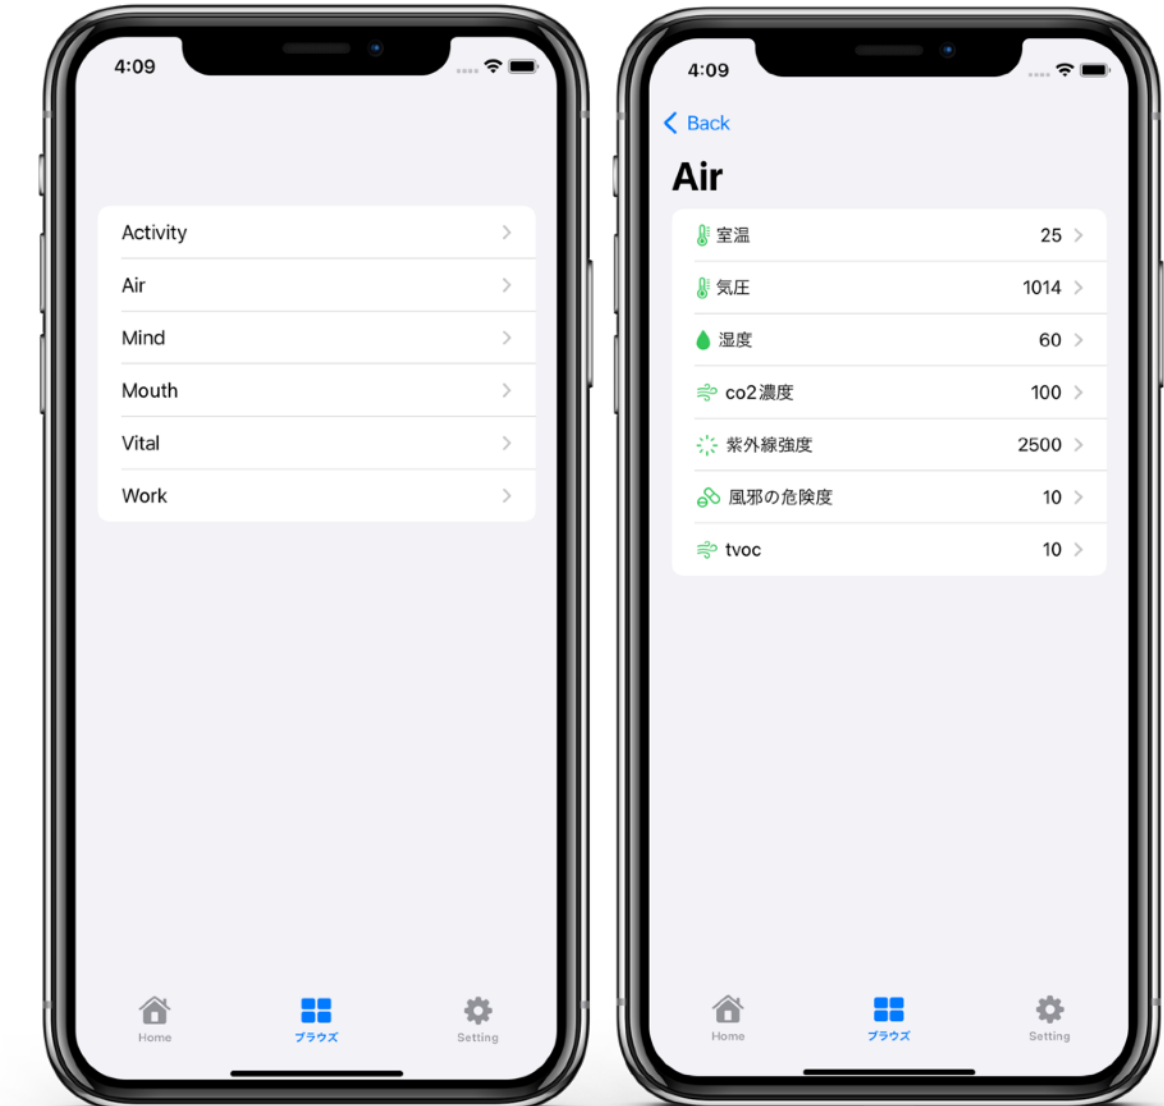 4:09
Activity
Air
Mind
Mouth
Vital
Work
Home
ブラウズ
Setting
4:09
Back
Air
室温 25
気圧 1014
湿度 60
co2濃度 100
紫外線強度 2500
風邪の危険度 10
tvoc 10
Home
ブラウズ
Setting